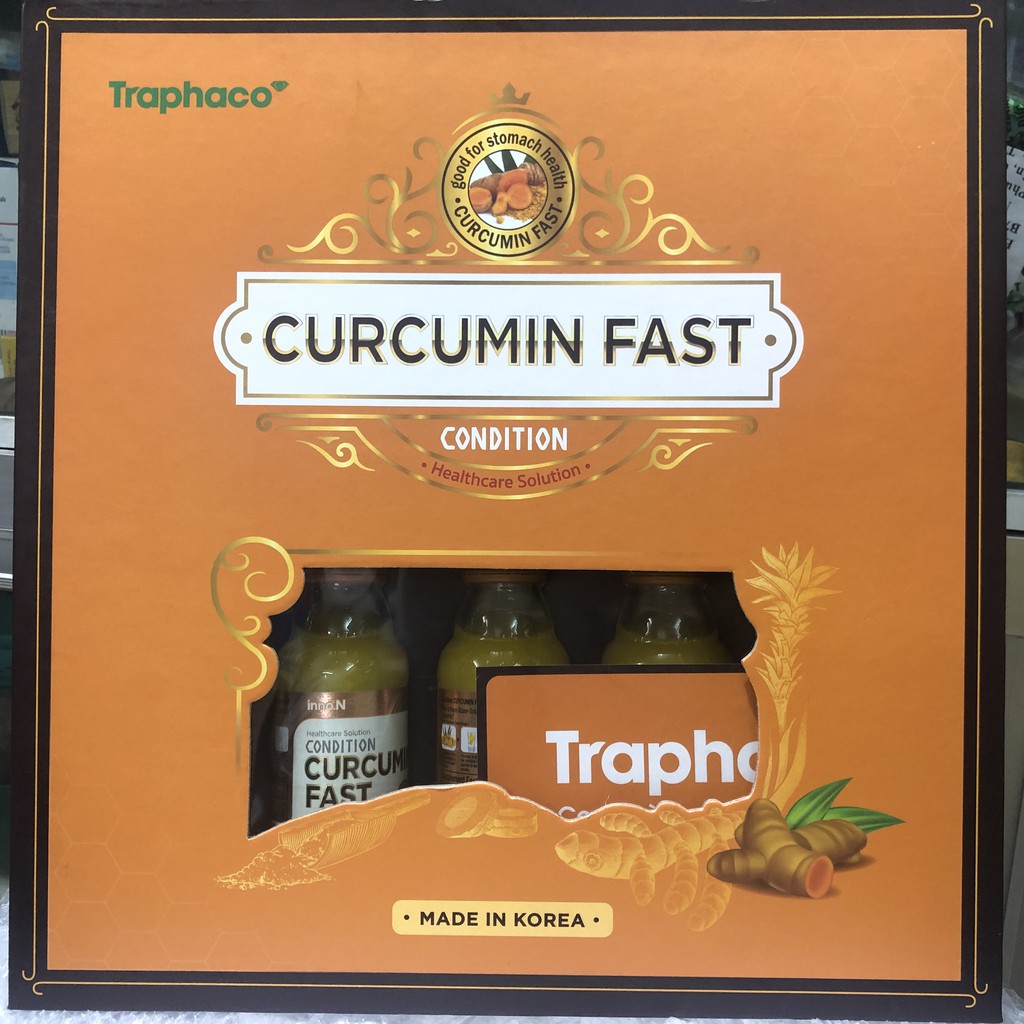 Traphaco
good for stomach health
• CURCUMIN FAST •
CURCUMIN FAST
CONDITION
• Healthcare Solution •
inno.N
Healthcare Solution
CONDITION
CURCUM
FAST
CURCUMIN
Trapha
• MADE IN KOREA •